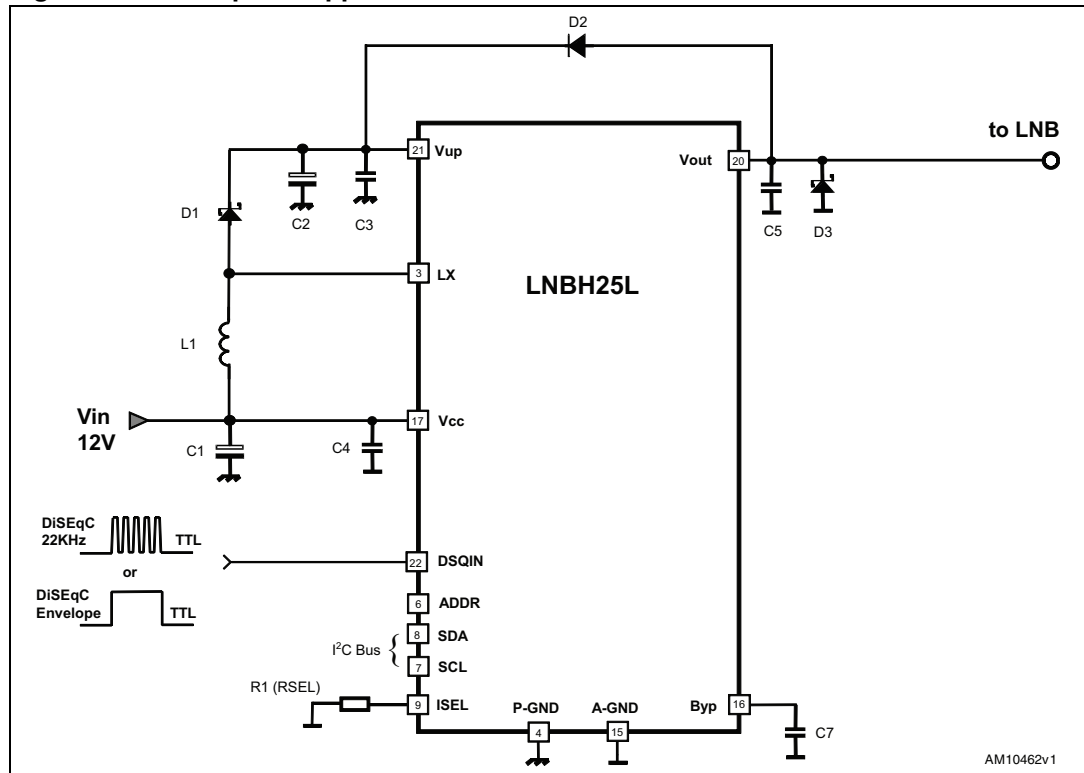 D2
to LNB
21 Vup
Vout 20
D1
C2
C3
C5
D3
3 LX
LNBH25L
L1
Vin
12V
17 Vcc
C1
C4
DiSEqC
22KHz
TTL
or
DiSEqC
Envelope
TTL
22 DSQIN
6 ADDR
8 SDA
I²C Bus {
7 SCL
R1 (RSEL)
9 ISEL
P-GND
A-GND
Byp 16
4
15
C7
AM10462v1